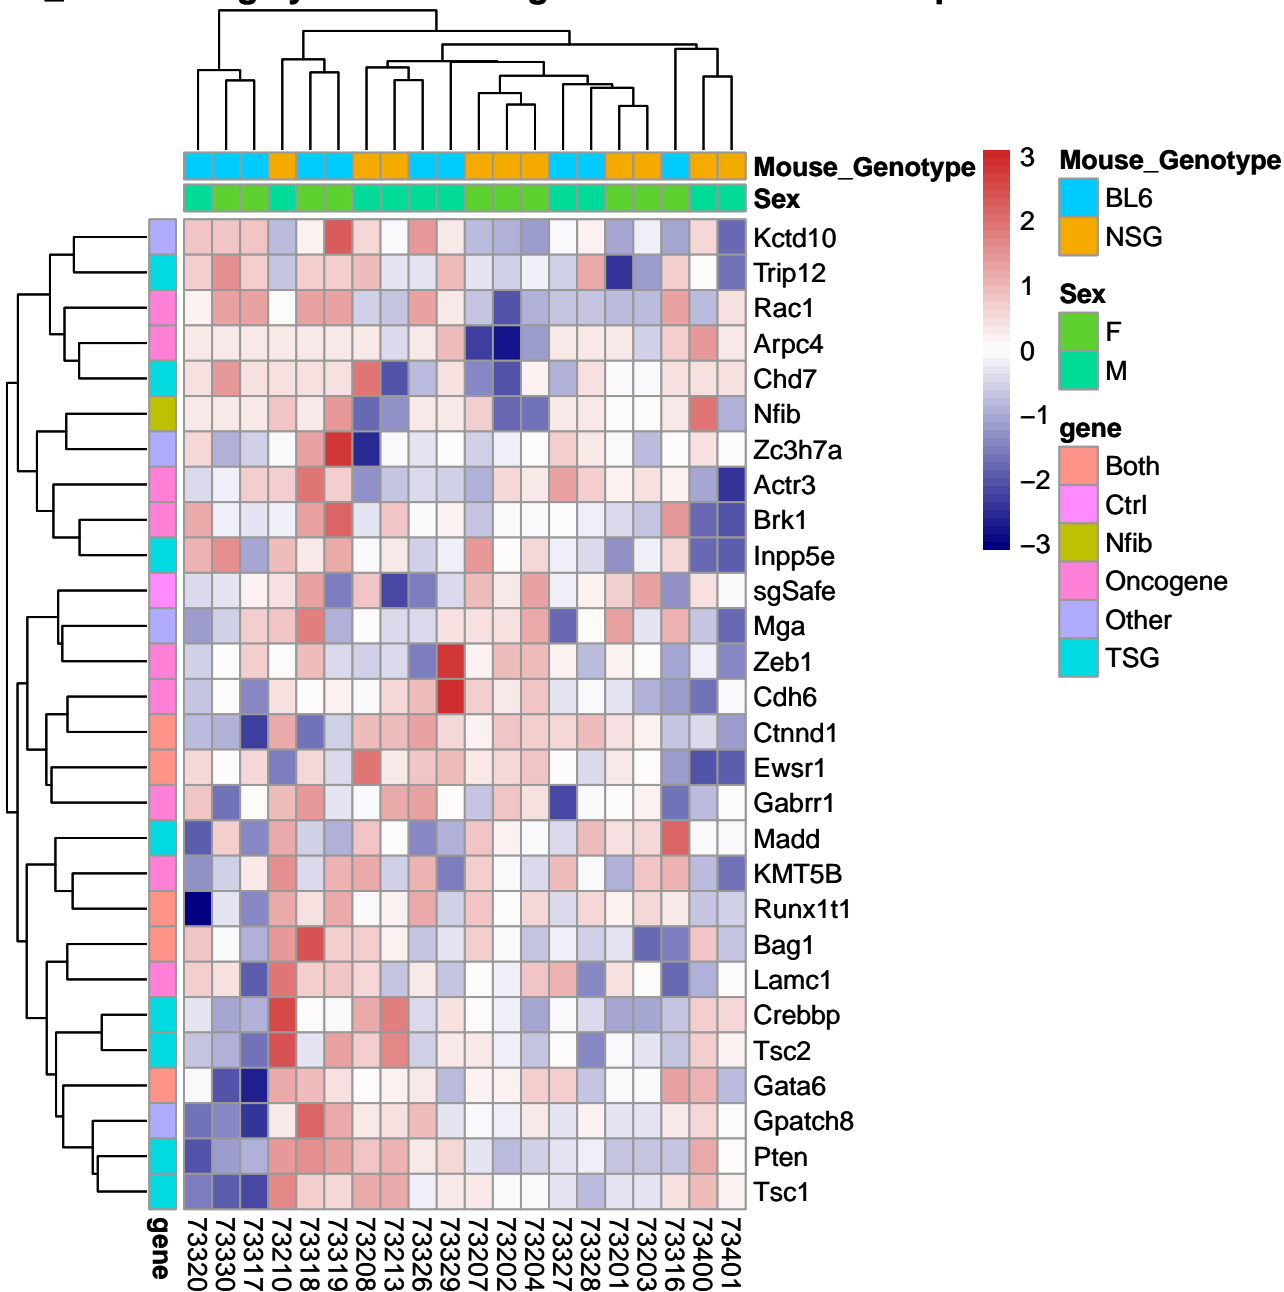 Mouse_Genotype
Sex
Kctd10
Trip12
Rac1
Arpc4
Chd7
Nfib
Zc3h7a
Actr3
Brk1
Inpp5e
sgSafe
Mga
Zeb1
Cdh6
Ctnnd1
Ewsr1
Gabrr1
Madd
KMT5B
Runx1t1
Bag1
Lamc1
Crebbp
Tsc2
Gata6
Gpatch8
Pten
Tsc1
gene
73320
73330
73317
73210
73318
73319
73208
73213
73326
73329
73207
73202
73204
73327
73328
73201
73203
73316
73400
73401
3
2
1
0
−1
−2
−3
Mouse_Genotype
BL6
NSG
Sex
F
M
gene
Both
Ctrl
Nfib
Oncogene
Other
TSG